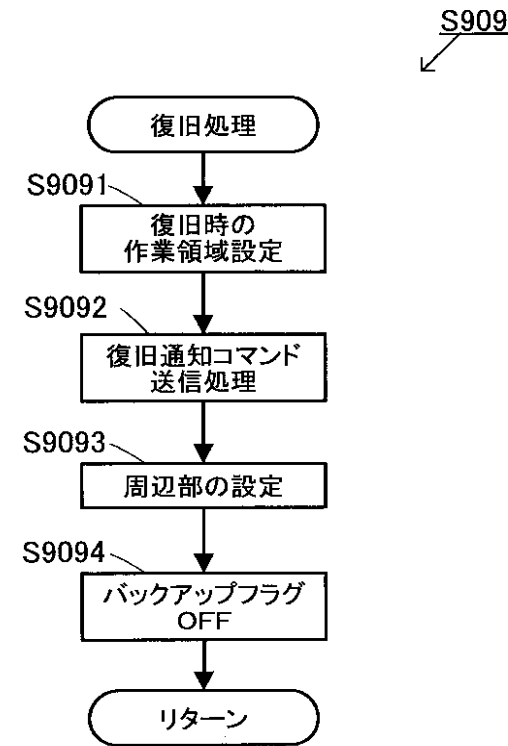 S909
復旧処理
S9091
復旧時の
作業領域設定
S9092
復旧通知コマンド
送信処理
S9093
周辺部の設定
S9094
バックアップフラグ
OFF
リターン